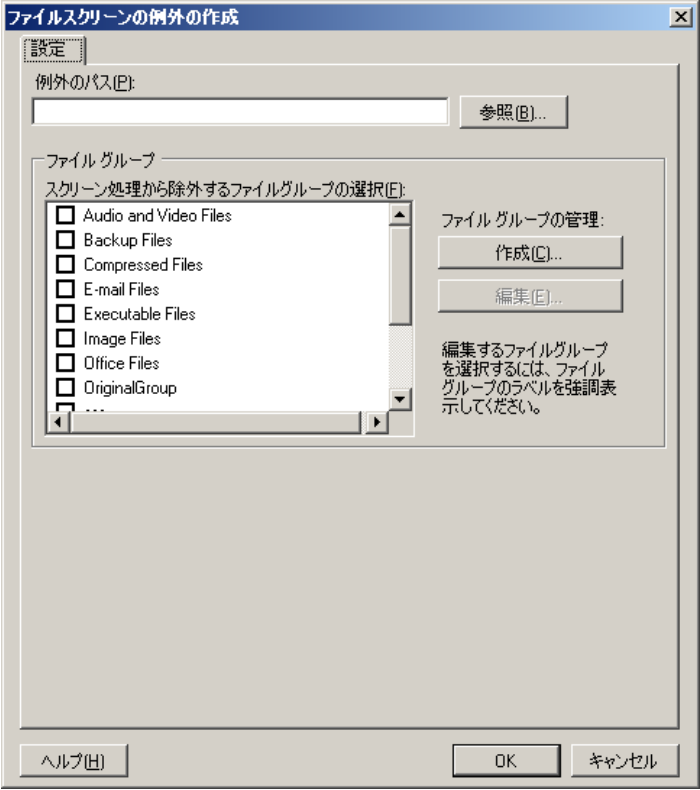 ファイルスクリーンの例外の作成
設定
例外のパス(P):
参照(B)...
ファイル グループ
スクリーン処理から除外するファイルグループの選択(F):
Audio and Video Files
Backup Files
Compressed Files
E-mail Files
Executable Files
Image Files
Office Files
OriginalGroup
ファイル グループの管理:
作成(C)...
編集(E)...
編集するファイルグループ
を選択するには、ファイル
グループのラベルを強調表
示してください。
ヘルプ(H)
OK
キャンセル